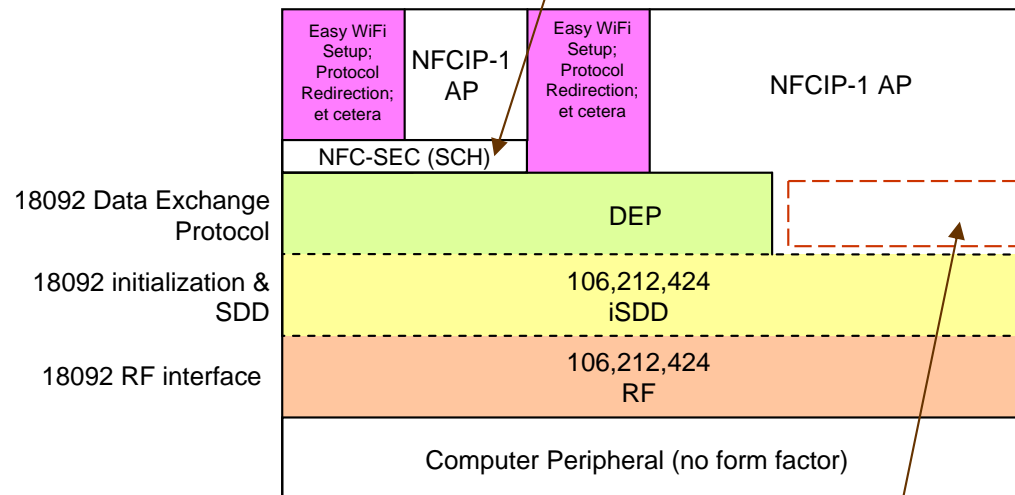 Easy WiFi
Setup;
Protocol
Redirection;
et cetera
NFCIP-1
AP
Easy WiFi
Setup;
Protocol
Redirection;
et cetera
NFCIP-1 AP
NFC-SEC (SCH)
18092 Data Exchange
Protocol
DEP
18092 initialization &
SDD
106,212,424
iSDD
18092 RF interface
106,212,424
RF
Computer Peripheral (no form factor)